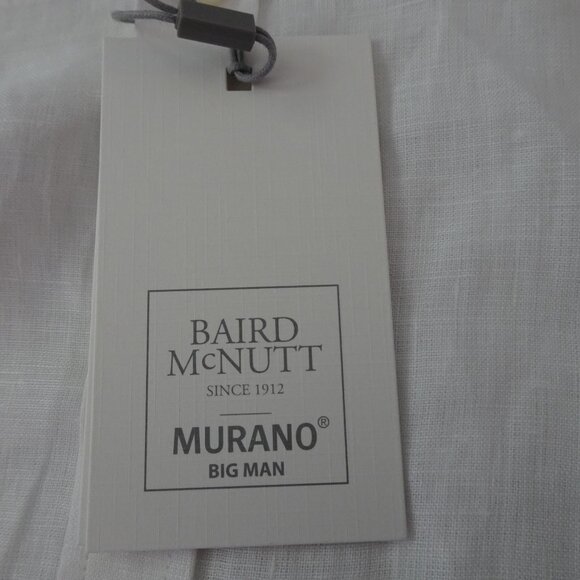 BAIRD
McNUTT
SINCE 1912
MURANO®
BIG MAN